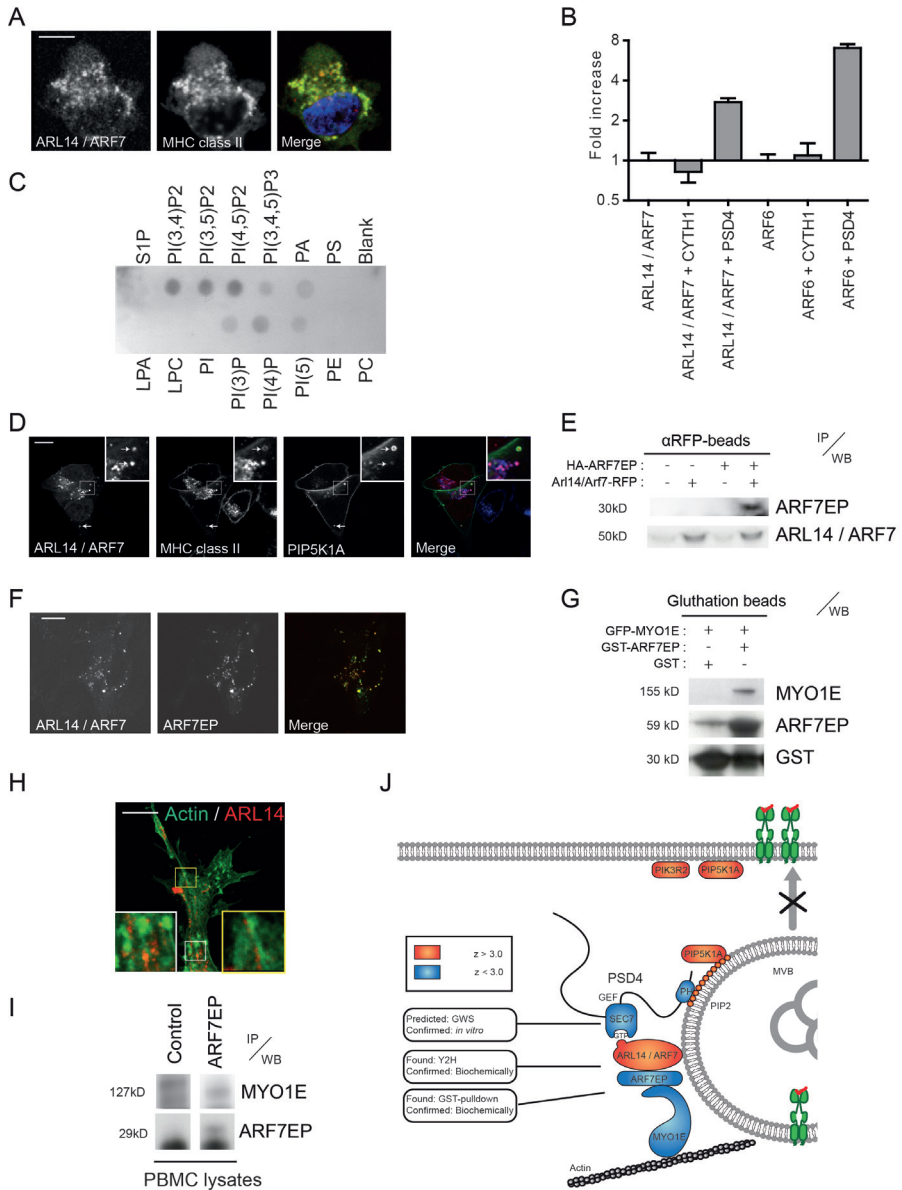 A
ARL14 / ARF7
MHC class II
Merge
B
Fold increase
8
4
2
1
0.5
ARL14 / ARF7
ARL14 / ARF7 + CYTH1
ARL14 / ARF7 + PSD4
ARF6
ARF6 + CYTH1
ARF6 + PSD4
C
S1P
PI(3,4)P2
PI(3,5)P2
PI(4,5)P2
PI(3,4,5)P3
PA
PS
Blank
LPA
LPC
PI
PI(3)P
PI(4)P
PI(5)
PE
PC
D
ARL14 / ARF7
MHC class II
PIP5K1A
Merge
E
αRFP-beads
IP / WB
HA-ARF7EP : - - + +
Arl14/Arf7-RFP : - + - +
30kD ARF7EP
50kD ARL14 / ARF7
F
ARL14 / ARF7
ARF7EP
Merge
G
Gluthation beads
/ WB
GFP-MYO1E : + +
GST-ARF7EP : - +
GST : + -
155 kD MYO1E
59 kD ARF7EP
30 kD GST
H
Actin / ARL14
I
Control
ARF7EP
IP / WB
127kD MYO1E
29kD ARF7EP
PBMC lysates
J
PIK3R2
PIP5K1A
z > 3.0
z < 3.0
PSD4
GEF
SEC7
GTP
PH
PIP5K1A
PIP2
MVB
Predicted: GWS
Confirmed: in vitro
ARL14 / ARF7
Found: Y2H
Confirmed: Biochemically
ARF7EP
Found: GST-pulldown
Confirmed: Biochemically
MYO1E
Actin